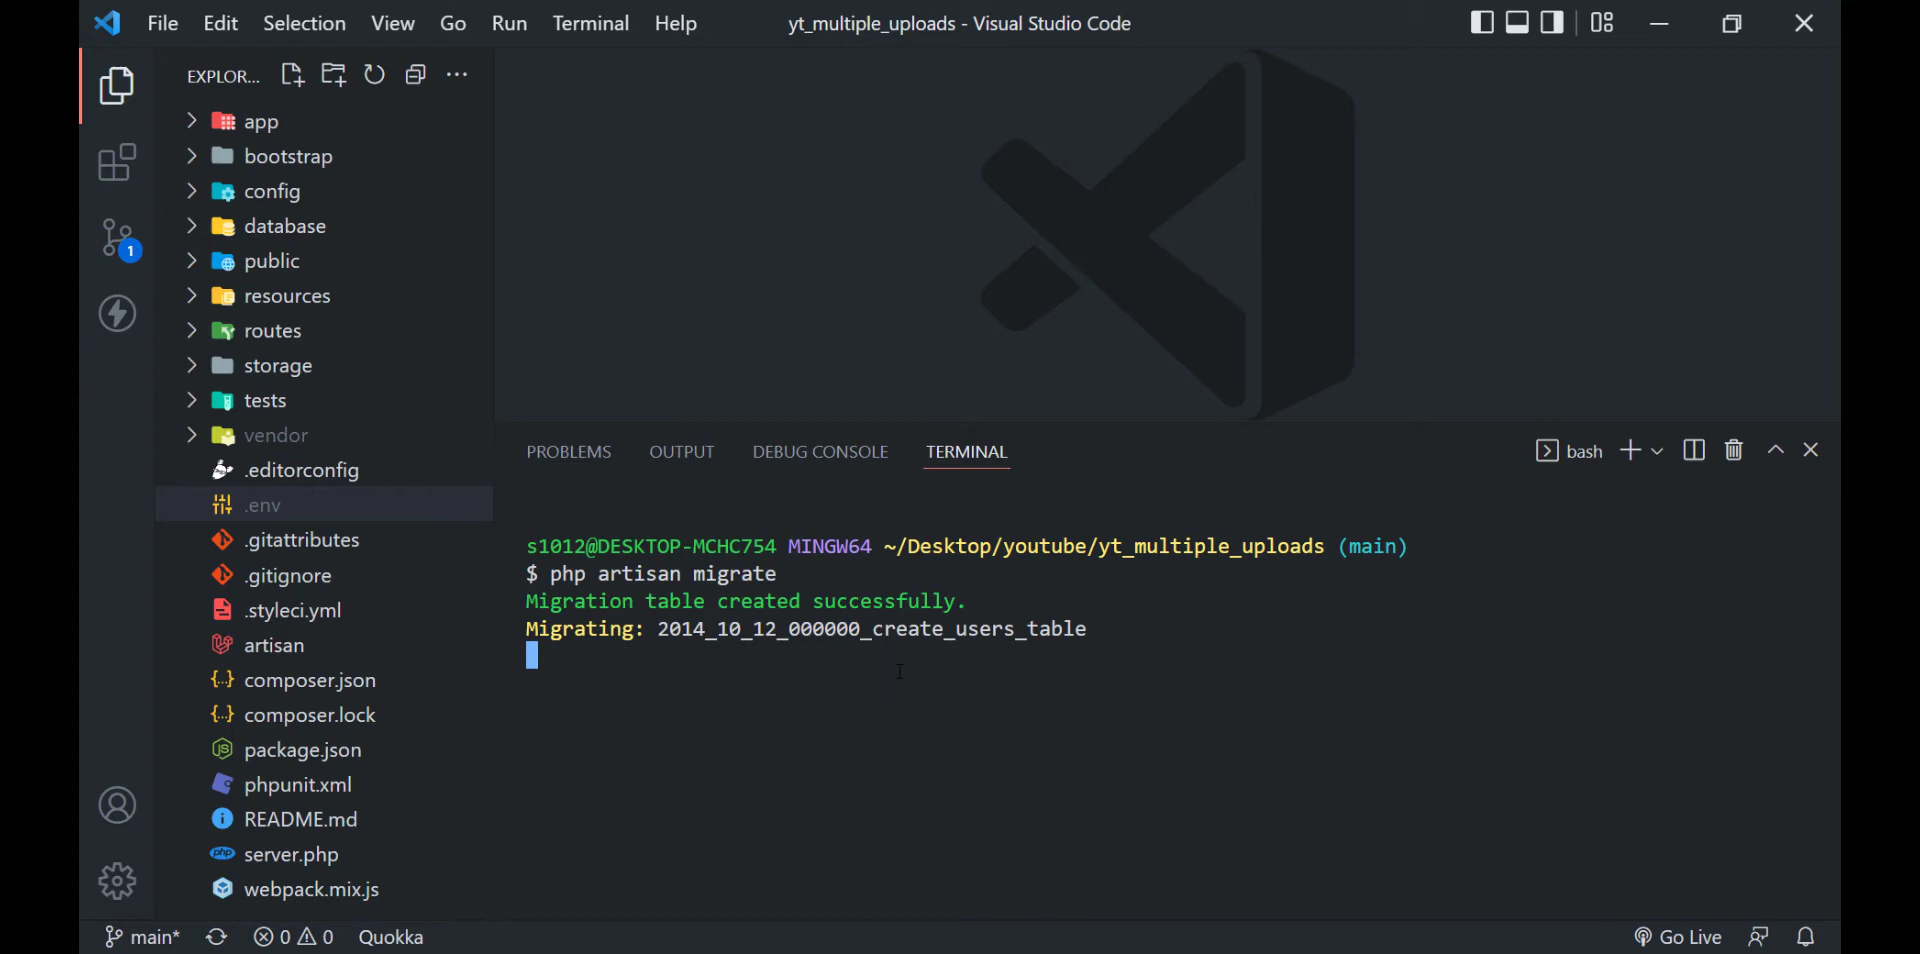 File Edit Selection View Go Run Terminal Help yt_multiple_uploads - Visual Studio Code
EXPLOR...
app
bootstrap
config
database
1
public
resources
routes
storage
tests
vendor
.editorconfig
.env
.gitattributes
.gitignore
.styleci.yml
artisan
composer.json
composer.lock
package.json
phpunit.xml
README.md
server.php
webpack.mix.js
PROBLEMS OUTPUT DEBUG CONSOLE TERMINAL bash
s1012@DESKTOP-MCHC754 MINGW64 ~/Desktop/youtube/yt_multiple_uploads (main)
$ php artisan migrate
Migration table created successfully.
Migrating: 2014_10_12_000000_create_users_table
main* 0 0 Quokka Go Live